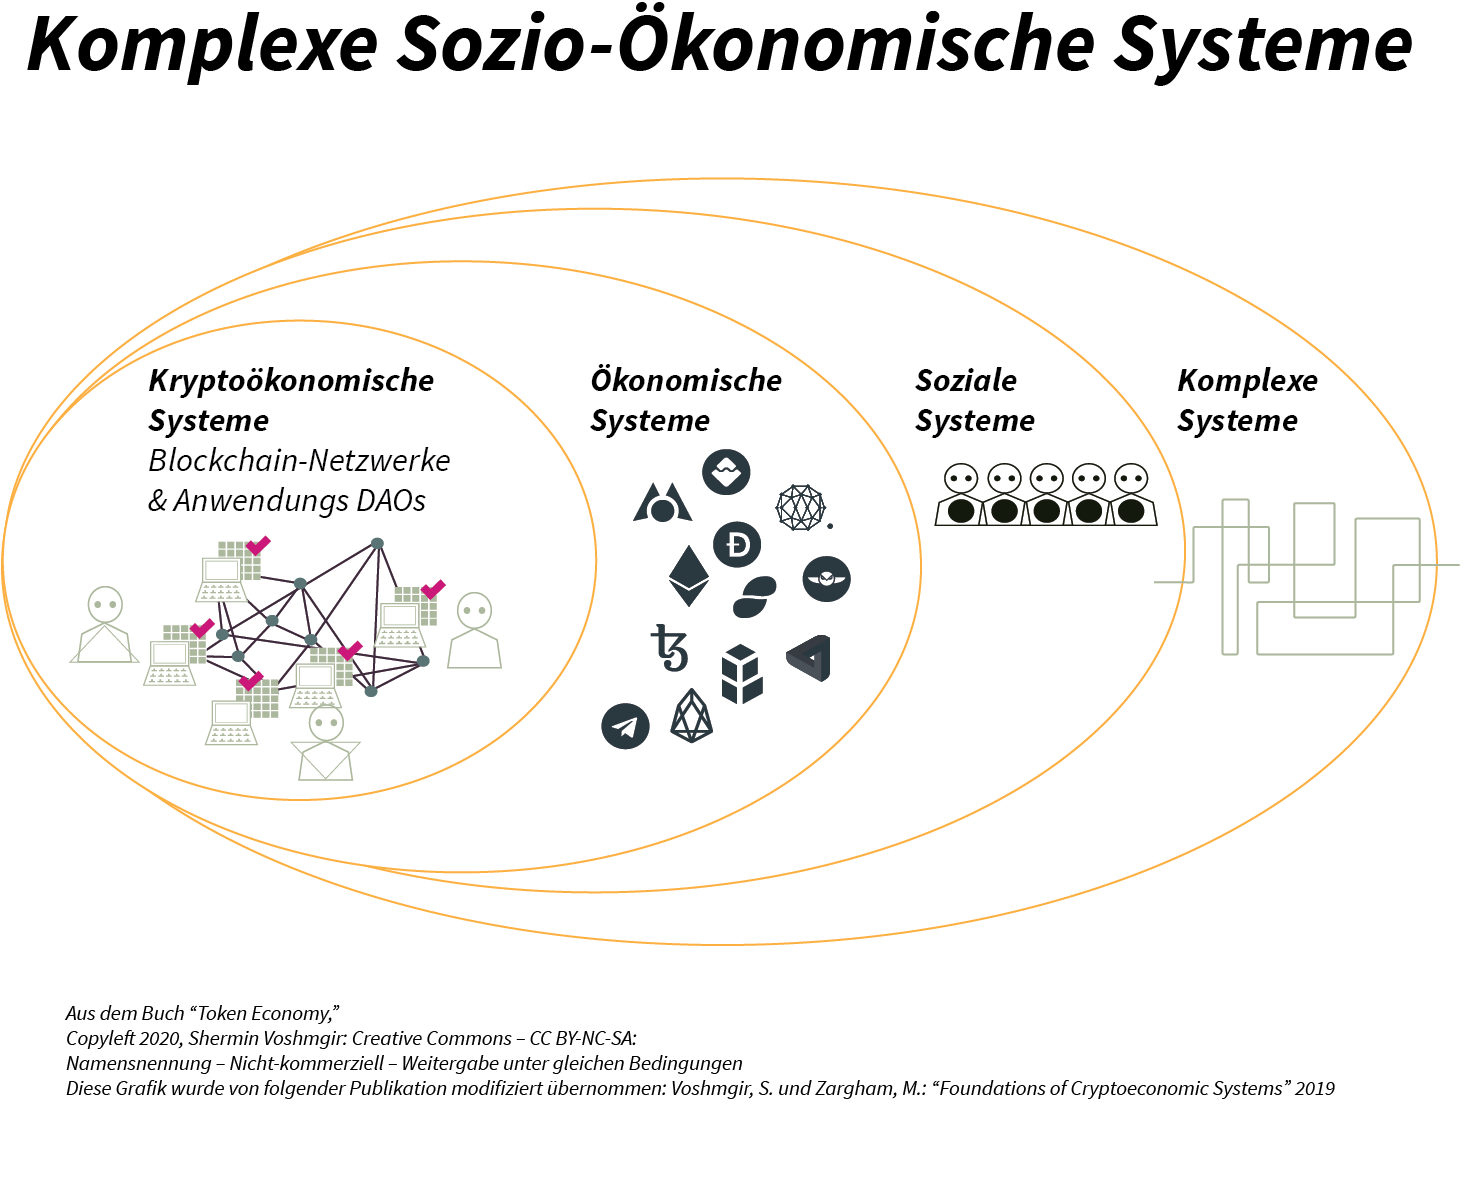 Komplexe Sozio-Ökonomische Systeme
Kryptoökonomische
Systeme
Blockchain-Netzwerke
& Anwendungs DAOs
Ökonomische
Systeme
Soziale
Systeme
Komplexe
Systeme
Aus dem Buch “Token Economy,”
Copyleft 2020, Shermin Voshmgir: Creative Commons – CC BY-NC-SA:
Namensnennung – Nicht-kommerziell – Weitergabe unter gleichen Bedingungen
Diese Grafik wurde von folgender Publikation modifiziert übernommen: Voshmgir, S. und Zargham, M.: “Foundations of Cryptoeconomic Systems” 2019